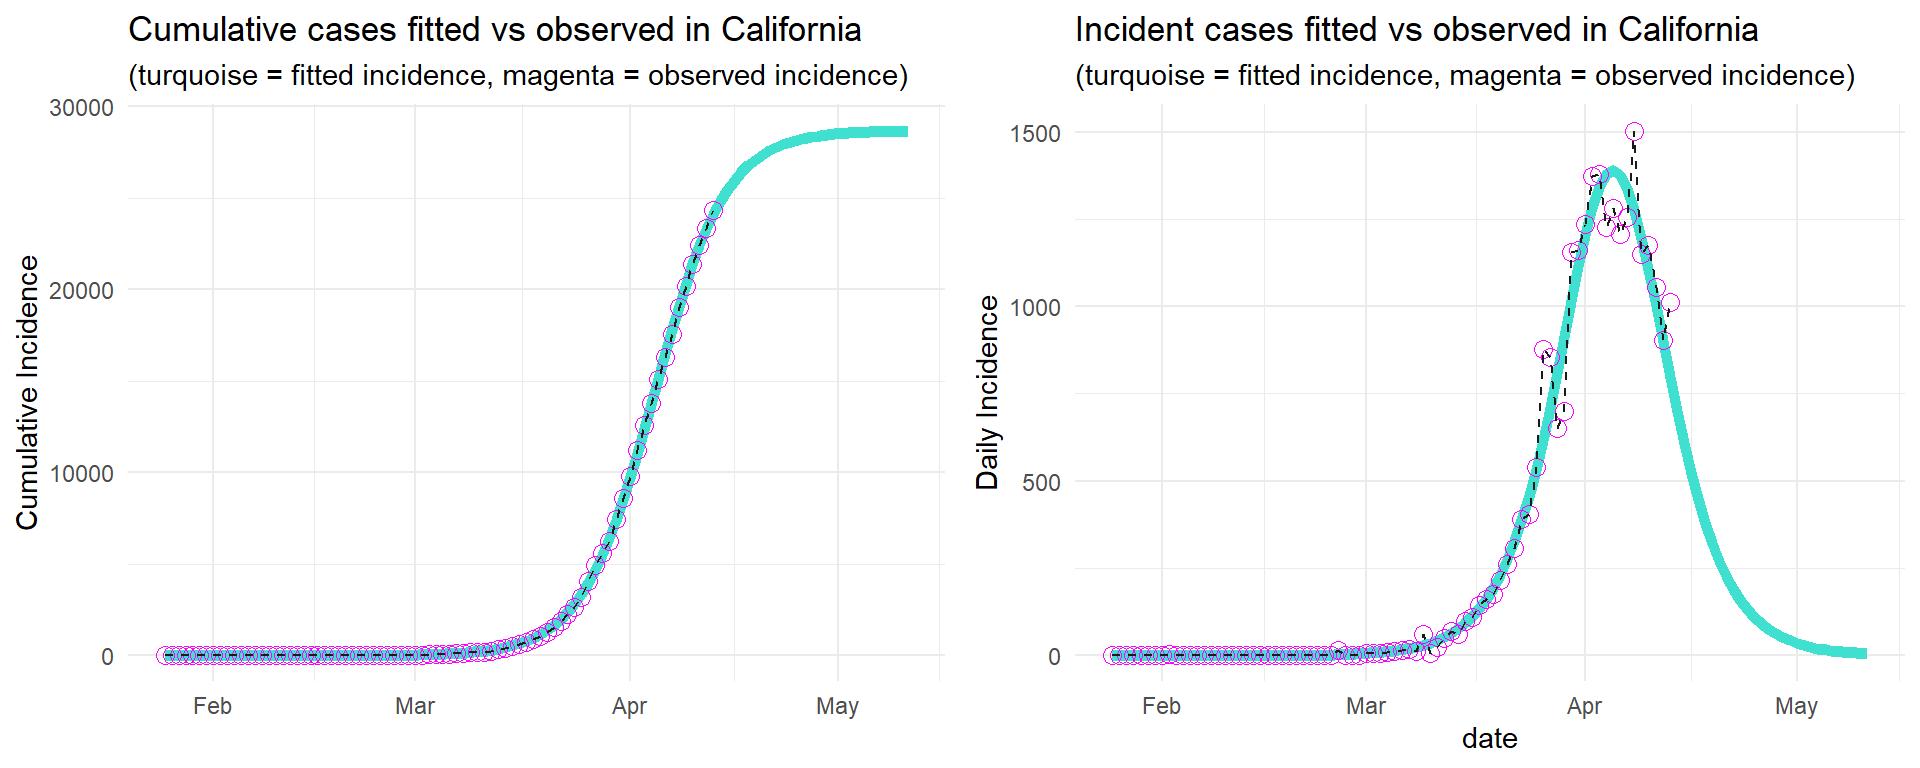 Cumulative cases fitted vs observed in California
(turquoise = fitted incidence, magenta = observed incidence)
30000
20000
10000
0
Cumulative Incidence
Feb
Mar
Apr
May
Incident cases fitted vs observed in California
(turquoise = fitted incidence, magenta = observed incidence)
1500
1000
500
0
Daily Incidence
Feb
Mar
Apr
May
date